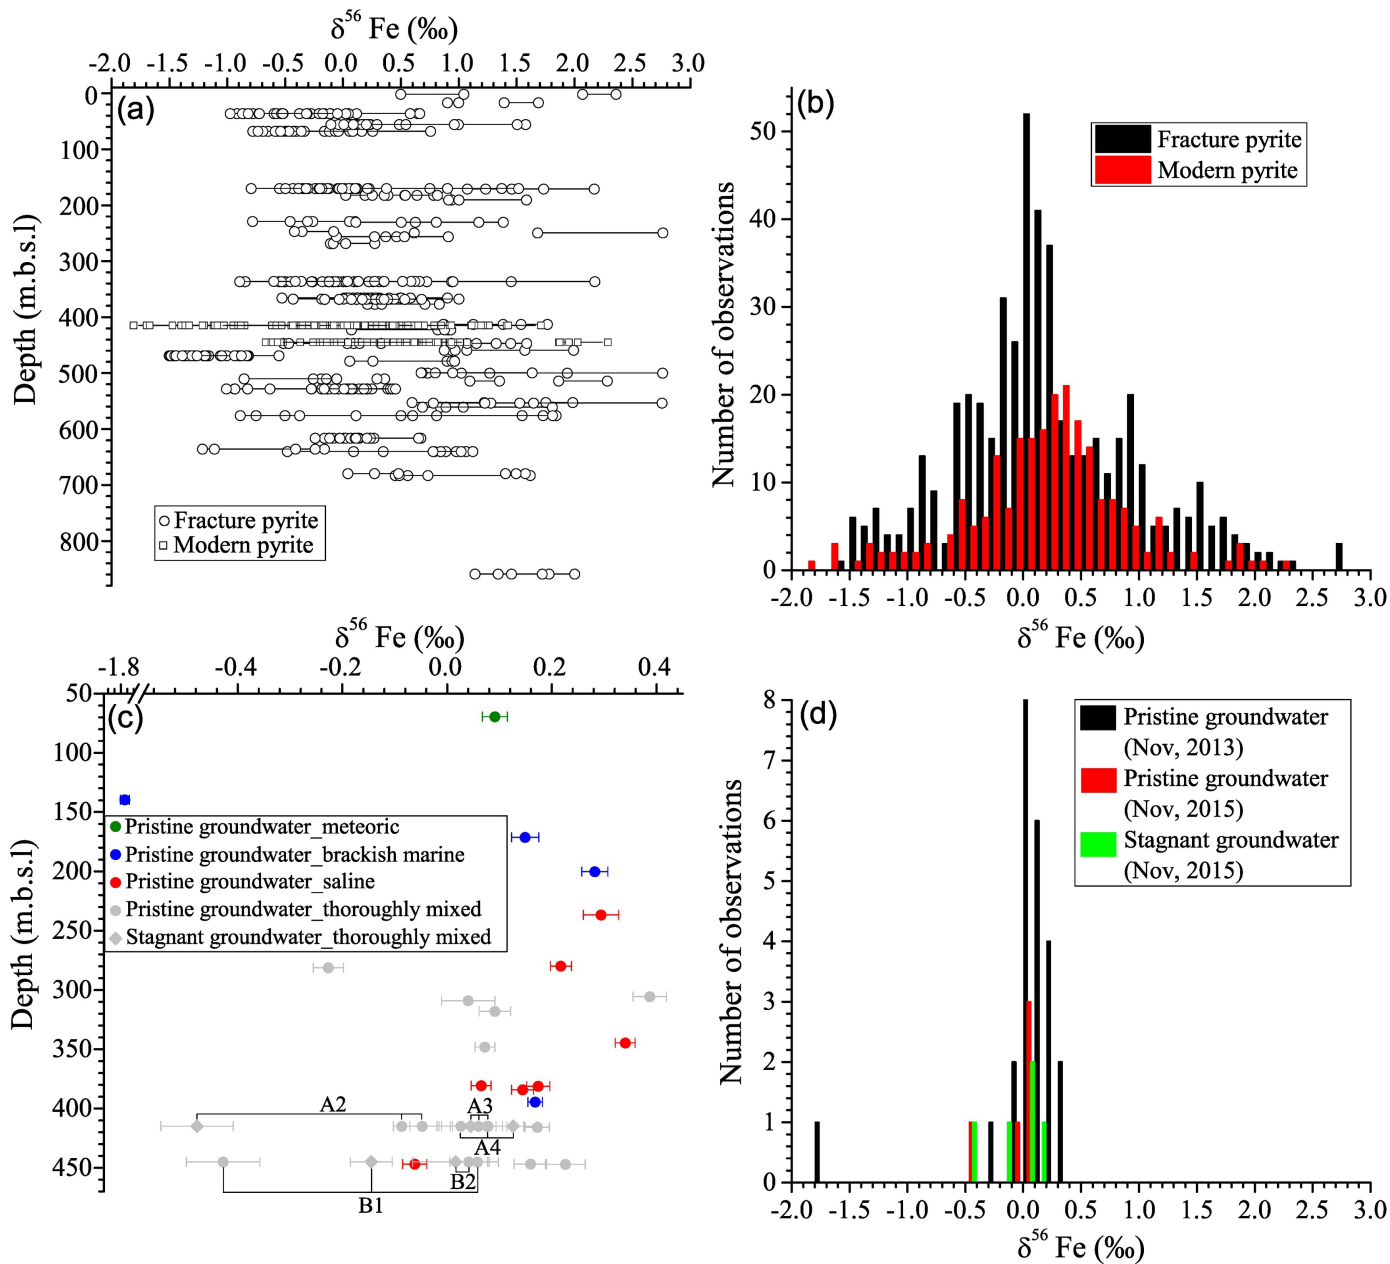 δ⁵⁶ Fe (‰)
-2.0 -1.5 -1.0 -0.5 0.0 0.5 1.0 1.5 2.0 2.5 3.0
(a)
Depth (m.b.s.l)
0
100
200
300
400
500
600
700
800
Fracture pyrite
Modern pyrite
(b)
Number of observations
50
40
30
20
10
0
Fracture pyrite
Modern pyrite
-2.0 -1.5 -1.0 -0.5 0.0 0.5 1.0 1.5 2.0 2.5 3.0
δ⁵⁶ Fe (‰)
δ⁵⁶ Fe (‰)
-1.8 -0.4 -0.2 0.0 0.2 0.4
(c)
Depth (m.b.s.l)
50
100
150
200
250
300
350
400
450
Pristine groundwater_meteoric
Pristine groundwater_brackish marine
Pristine groundwater_saline
Pristine groundwater_thoroughly mixed
Stagnant groundwater_thoroughly mixed
A2
A3
A4
B2
B1
(d)
Number of observations
8
7
6
5
4
3
2
1
0
Pristine groundwater
(Nov, 2013)
Pristine groundwater
(Nov, 2015)
Stagnant groundwater
(Nov, 2015)
-2.0 -1.5 -1.0 -0.5 0.0 0.5 1.0 1.5 2.0 2.5 3.0
δ⁵⁶ Fe (‰)